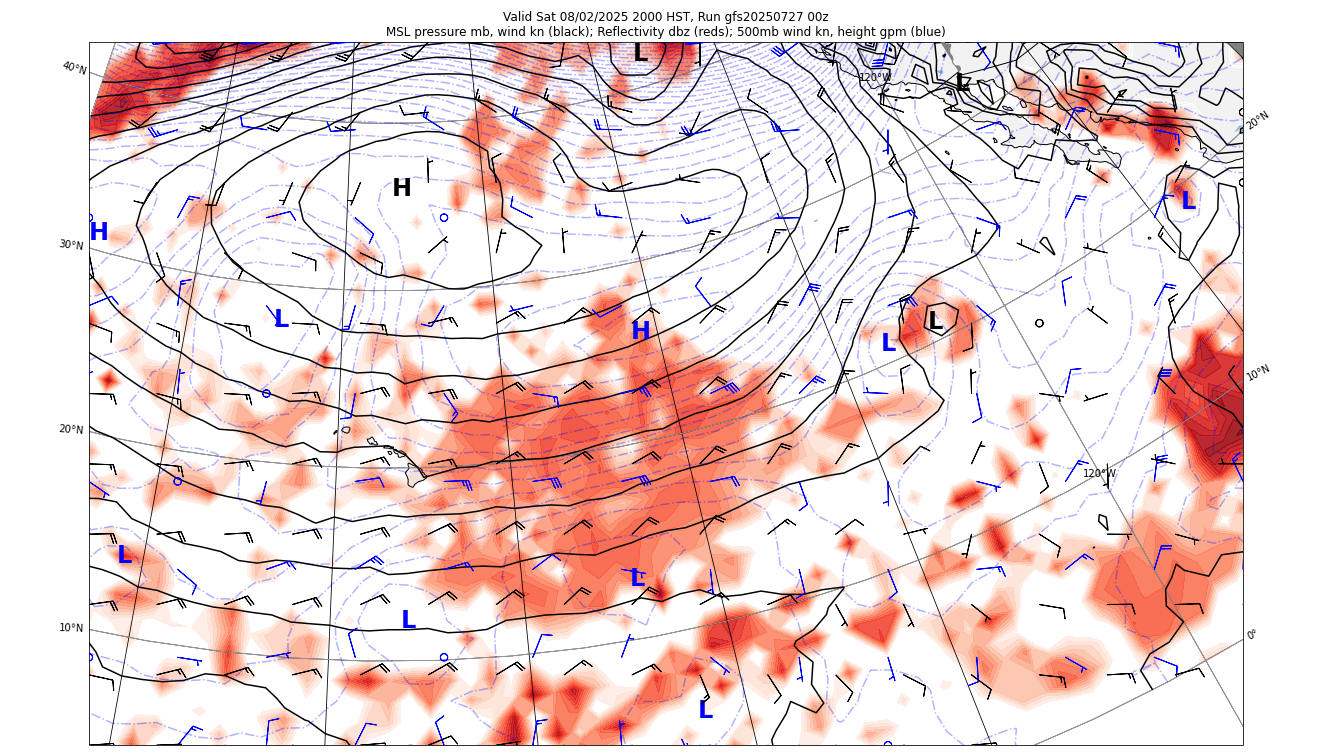 Valid Sat 08/02/2025 2000 HST, Run gfs20250727 00z
MSL pressure mb, wind kn (black); Reflectivity dbz (reds); 500mb wind kn, height gpm (blue)
L
40°N
120°W
L
20°N
H
L
H
30°N
L
L
H
L
10°N
20°N
120°W
L
L
L
10°N
0°
L